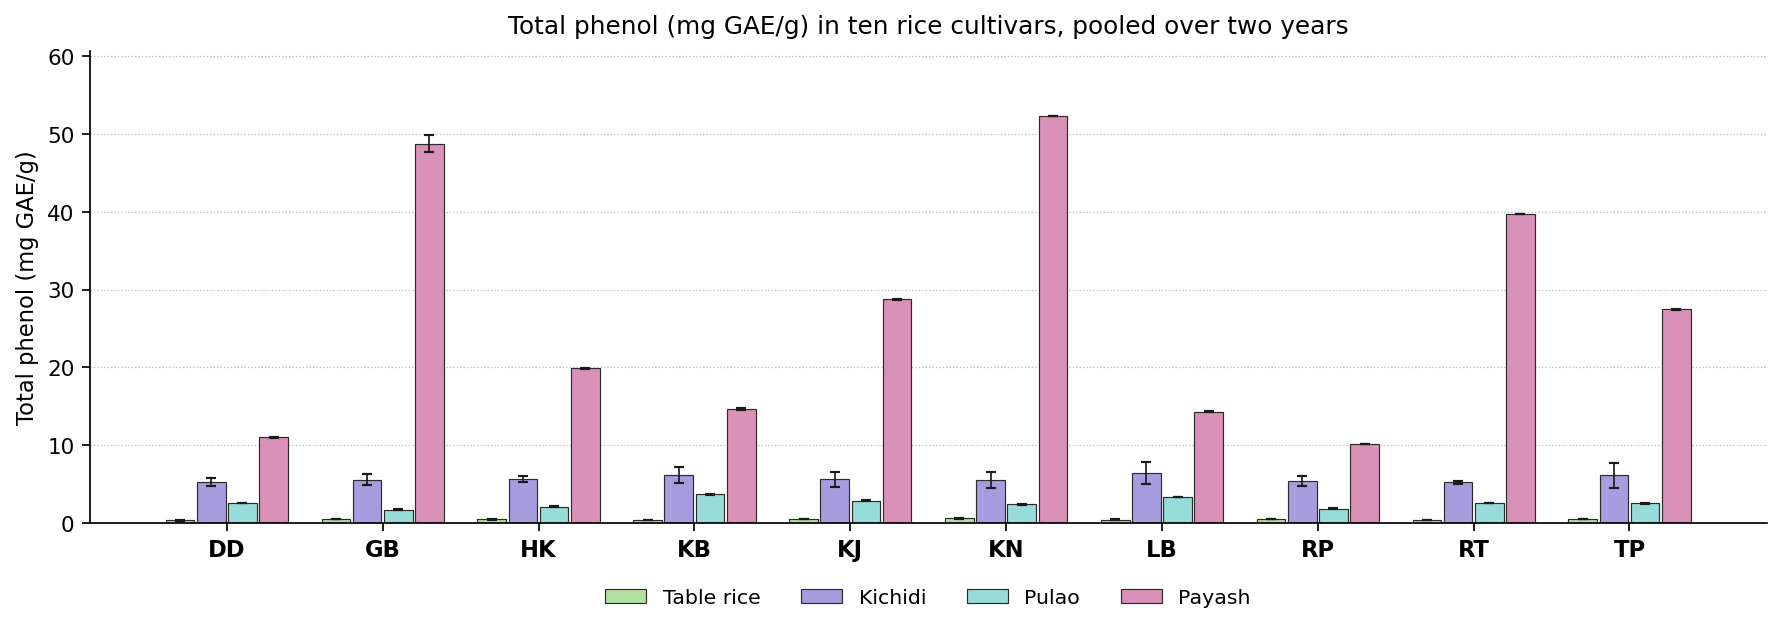 Total phenol (mg GAE/g) in ten rice cultivars, pooled over two years
Total phenol (mg GAE/g)
60
50
40
30
20
10
0
DD GB HK KB KJ KN LB RP RT TP
Table rice Kichidi Pulao Payash